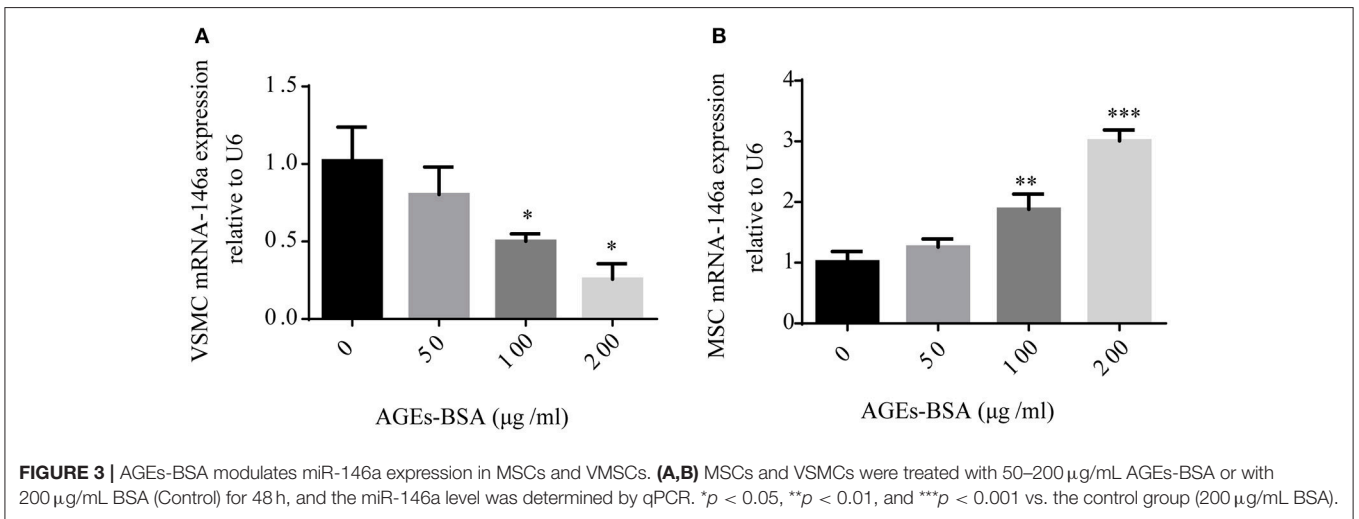 A
VSMC mRNA-146a expression
relative to U6
1.5
1.0
0.5
0.0
*
*
0
50
100
200
AGEs-BSA (μg /ml)
B
MSC mRNA-146a expression
relative to U6
4
3
2
1
0
**
***
0
50
100
200
AGEs-BSA (μg /ml)
FIGURE 3 | AGEs-BSA modulates miR-146a expression in MSCs and VMSCs. (A,B) MSCs and VSMCs were treated with 50–200 μg/mL AGEs-BSA or with
200 μg/mL BSA (Control) for 48 h, and the miR-146a level was determined by qPCR. *p < 0.05, **p < 0.01, and ***p < 0.001 vs. the control group (200 μg/mL BSA).